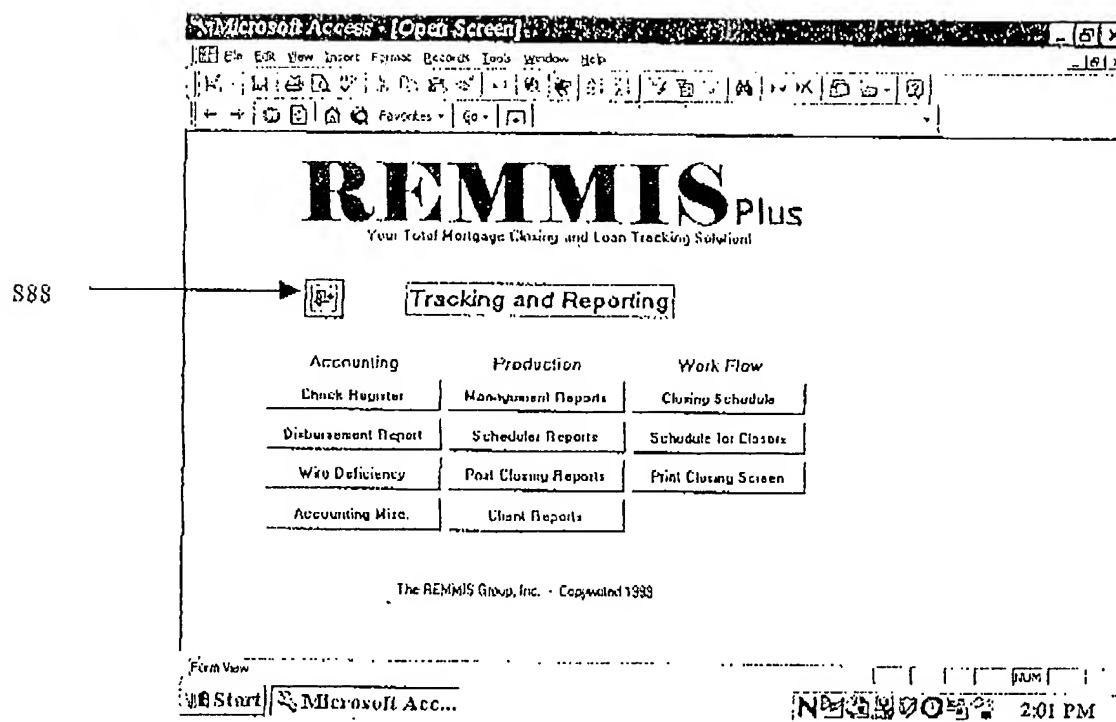 Microsoft Access - [Open Screen]
File Edit View Insert Format Records Tools Window Help
Favorites Go
REMMIS Plus
Your Total Mortgage Closing and Loan Tracking Solution!
S88
Tracking and Reporting
Accounting Production Work Flow
Check Register Management Reports Closing Schedule
Disbursement Report Scheduler Reports Schedule for Closers
Wire Deficiency Post Closing Reports Print Closing Screen
Accounting Misc. Client Reports
The REMMIS Group, Inc. - Copywrited 1999
Form View NUM
Start Microsoft Acc... 2:01 PM